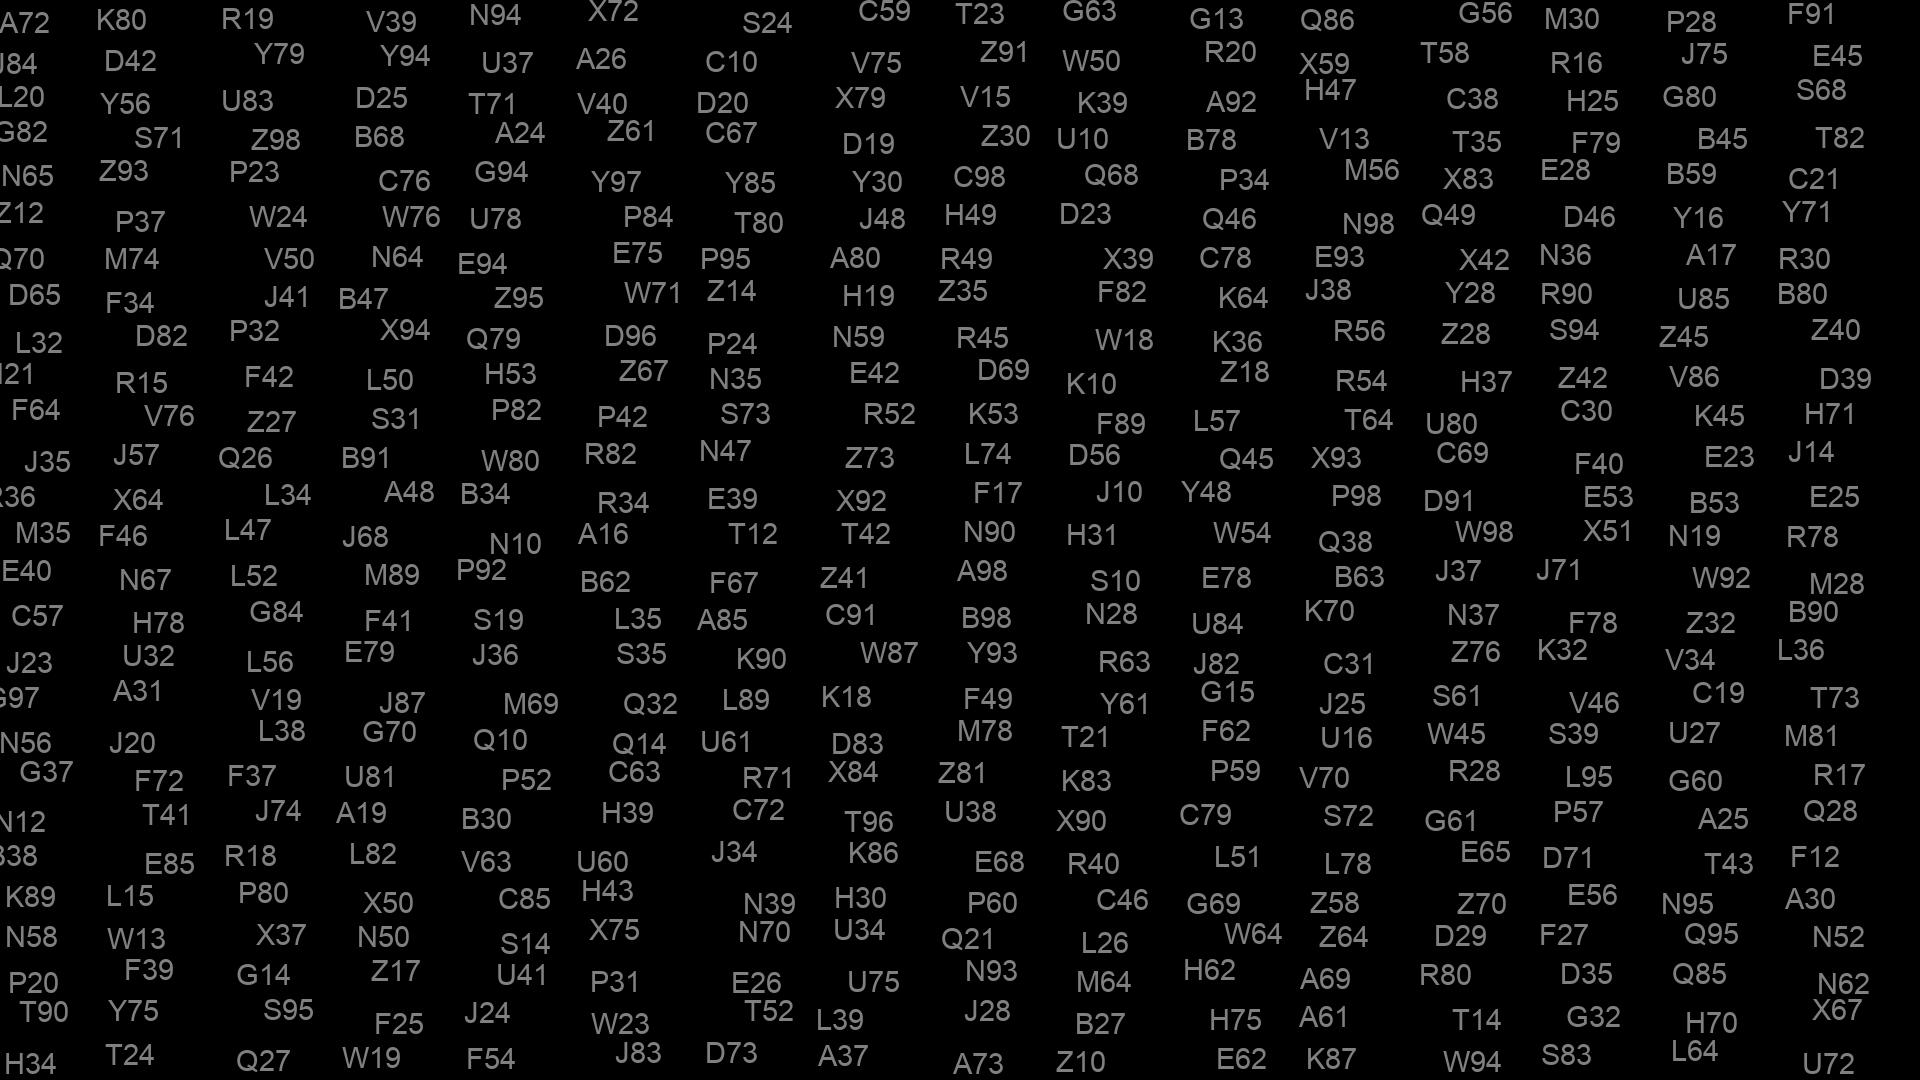 A72 K80 R19 V39 N94 X72 S24 C59 T23 G63 G13 Q86 G56 M30 P28 F91
J84 D42 Y79 Y94 U37 A26 C10 V75 Z91 W50 R20 X59 T58 R16 J75 E45
L20 Y56 U83 D25 T71 V40 D20 X79 V15 K39 A92 H47 C38 H25 G80 S68
G82 S71 Z98 B68 A24 Z61 C67 D19 Z30 U10 B78 V13 T35 F79 B45 T82
N65 Z93 P23 C76 G94 Y97 Y85 Y30 C98 Q68 P34 M56 X83 E28 B59 C21
Z12 P37 W24 W76 U78 P84 T80 J48 H49 D23 Q46 N98 Q49 D46 Y16 Y71
Q70 M74 V50 N64 E94 E75 P95 A80 R49 X39 C78 E93 X42 N36 A17 R30
D65 F34 J41 B47 Z95 W71 Z14 H19 Z35 F82 K64 J38 Y28 R90 U85 B80
L32 D82 P32 X94 Q79 D96 P24 N59 R45 W18 K36 R56 Z28 S94 Z45 Z40
R15 F42 L50 H53 Z67 N35 E42 D69 K10 Z18 R54 H37 Z42 V86 D39
F64 V76 Z27 S31 P82 P42 S73 R52 K53 F89 L57 T64 U80 C30 K45 H71
J35 J57 Q26 B91 W80 R82 N47 Z73 L74 D56 Q45 X93 C69 F40 E23 J14
R36 X64 L34 A48 B34 R34 E39 X92 F17 J10 Y48 P98 D91 E53 B53 E25
M35 F46 L47 J68 N10 A16 T12 T42 N90 H31 W54 Q38 W98 X51 N19 R78
E40 N67 L52 M89 P92 B62 F67 Z41 A98 S10 E78 B63 J37 J71 W92 M28
C57 H78 G84 F41 S19 L35 A85 C91 B98 N28 U84 K70 N37 F78 Z32 B90
J23 U32 L56 E79 J36 S35 K90 W87 Y93 R63 J82 C31 Z76 K32 V34 L36
G97 A31 V19 J87 M69 Q32 L89 K18 F49 Y61 G15 J25 S61 V46 C19 T73
N56 J20 L38 G70 Q10 Q14 U61 D83 M78 T21 F62 U16 W45 S39 U27 M81
G37 F72 F37 U81 P52 C63 R71 X84 Z81 K83 P59 V70 R28 L95 G60 R17
N12 T41 J74 A19 B30 H39 C72 T96 U38 X90 C79 S72 G61 P57 A25 Q28
B38 E85 R18 L82 V63 U60 J34 K86 E68 R40 L51 L78 E65 D71 T43 F12
K89 L15 P80 X50 C85 H43 N39 H30 P60 C46 G69 Z58 Z70 E56 N95 A30
N58 W13 X37 N50 S14 X75 N70 U34 Q21 L26 W64 Z64 D29 F27 Q95 N52
P20 F39 G14 Z17 U41 P31 E26 U75 N93 M64 H62 A69 R80 D35 Q85 N62
T90 Y75 S95 F25 J24 W23 T52 L39 J28 B27 H75 A61 T14 G32 H70 X67
H34 T24 Q27 W19 F54 J83 D73 A37 A73 Z10 E62 K87 W94 S83 L64 U72